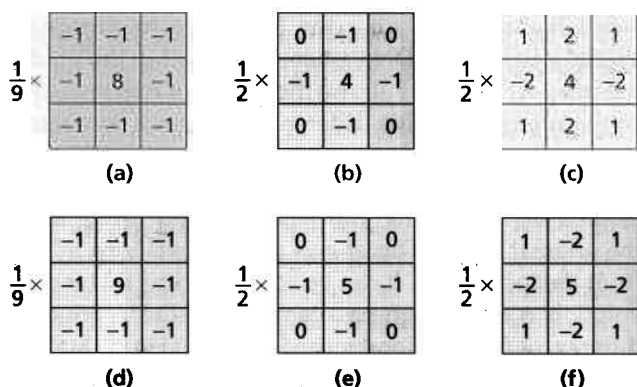 –1 –1 –1 0 –1 0 1 2 1
1/9 × –1 8 –1 1/2 × –1 4 –1 1/2 × –2 4 –2
–1 –1 –1 0 –1 0 1 2 1
(a) (b) (c)
–1 –1 –1 0 –1 0 1 –2 1
1/9 × –1 9 –1 1/2 × –1 5 –1 1/2 × –2 5 –2
–1 –1 –1 0 –1 0 1 –2 1
(d) (e) (f)